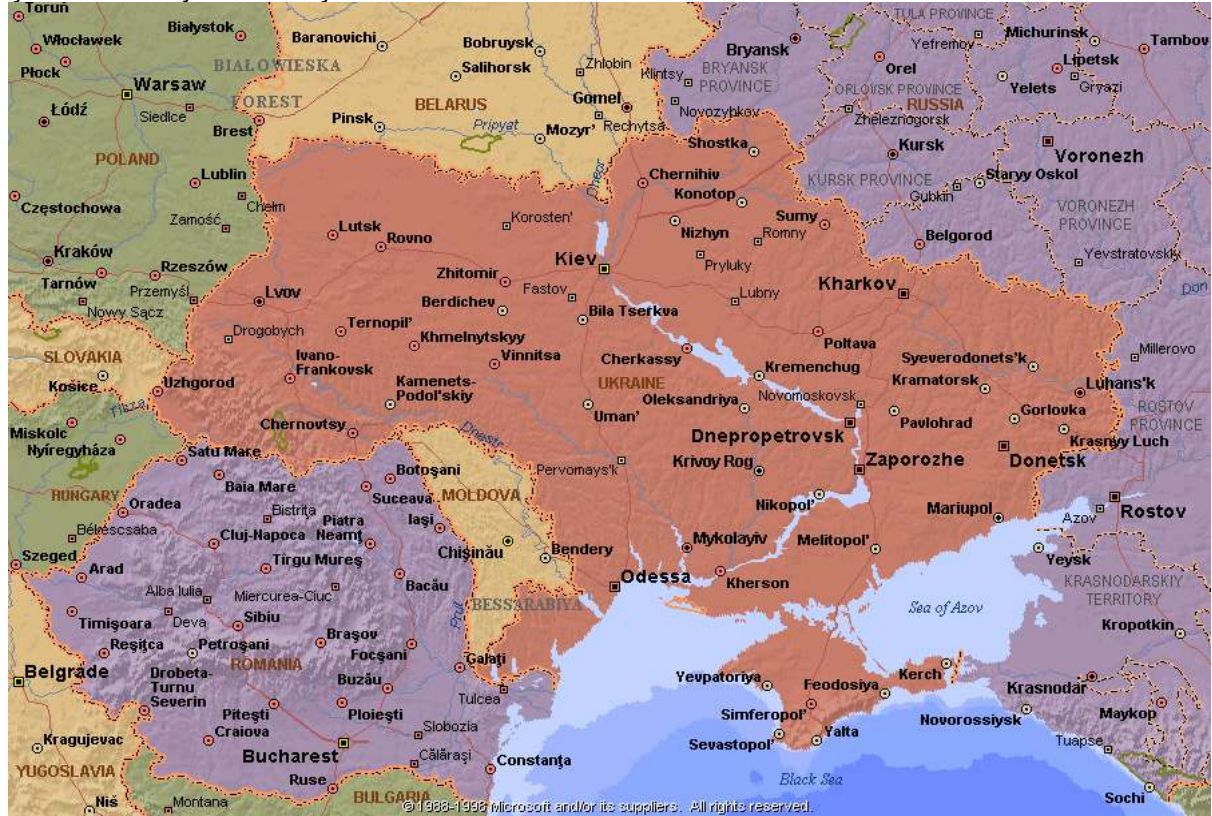 Toruń
Białystok
Baranovichi
Bobruysk
TULA PROVINCE
Michurinsk
Tambov
Włocławek
BIAŁOWIESKA
FOREST
Salihorsk
Zhlobin
Bryansk
Yefremov
Lipetsk
Płock
Warsaw
Klintsy
BRYANSK
PROVINCE
Orel
Yelets
Gryazi
Siedlce
BELARUS
Gomel
ORLOVSK PROVINCE
RUSSIA
Łódź
Brest
Pinsk
Pripyat
Mozyr'
Rechytsa
Novozybkov
Zheleznogorsk
POLAND
Shostka
Kursk
Voronezh
Lublin
Dnepr
Chernihiv
Konotop
KURSK PROVINCE
Staryy Oskol
Gubkin
Częstochowa
Chełm
Zamość
Korosten'
Nizhyn
Sumy
VORONEZH
PROVINCE
Lutsk
Rovno
Romny
Belgorod
Kraków
Kiev
Pryluky
Yevstratovskiy
Tarnów
Rzeszów
Zhitomir
Kharkov
Don
Przemyśl
Lvov
Berdichev
Fastov
Lubny
Nowy Sącz
Drogobych
Ternopil'
Bila Tserkva
Khmelnytskyy
Poltava
SLOVAKIA
Ivano-
Frankovsk
Vinnitsa
Cherkassy
Syeverodonets'k
Millerovo
Košice
Uzhgorod
Kamenets-
Podol'skiy
UKRAINE
Kremenchug
Kramatorsk
Luhans'k
Tisza
Uman'
Oleksandriya
Novomoskovsk
Pavlohrad
Gorlovka
ROSTOV
PROVINCE
Miskolc
Chernovtsy
Dnestr
Dnepropetrovsk
Krasnyy Luch
Nyíregyháza
Satu Mare
Pervomays'k
Krivoy Rog
Zaporozhe
Donetsk
HUNGARY
Baia Mare
Botoşani
Suceava
MOLDOVA
Nikopol'
Mariupol
Rostov
Oradea
Bistriţa
Piatra
Neamţ
Iaşi
Azov
Békéscsaba
Cluj-Napoca
Chişinău
Bendery
Mykolayiv
Melitopol'
Szeged
Tîrgu Mureş
Yeysk
Arad
Bacău
Odessa
Kherson
KRASNODARSKIY
TERRITORY
Alba Iulia
Miercurea-Ciuc
BESSARABIYA
Sea of Azov
Timişoara
Deva
Sibiu
Prut
Kropotkin
Reşiţca
Petroşani
Braşov
Focşani
Belgrade
ROMANIA
Galaţi
Yevpatoriya
Feodosiya
Kerch
Krasnodar
Drobeta-
Turnu
Severin
Buzău
Tulcea
Simferopol'
Novorossiysk
Maykop
Piteşti
Craiova
Ploieşti
Slobozia
Sevastopol'
Yalta
Tuapse
Kragujevac
Bucharest
Călăraşi
Constanţa
YUGOSLAVIA
Ruse
Black Sea
Sochi
Niš
Montana
BULGARIA
© 1988-1998 Microsoft and/or its suppliers. All rights reserved.